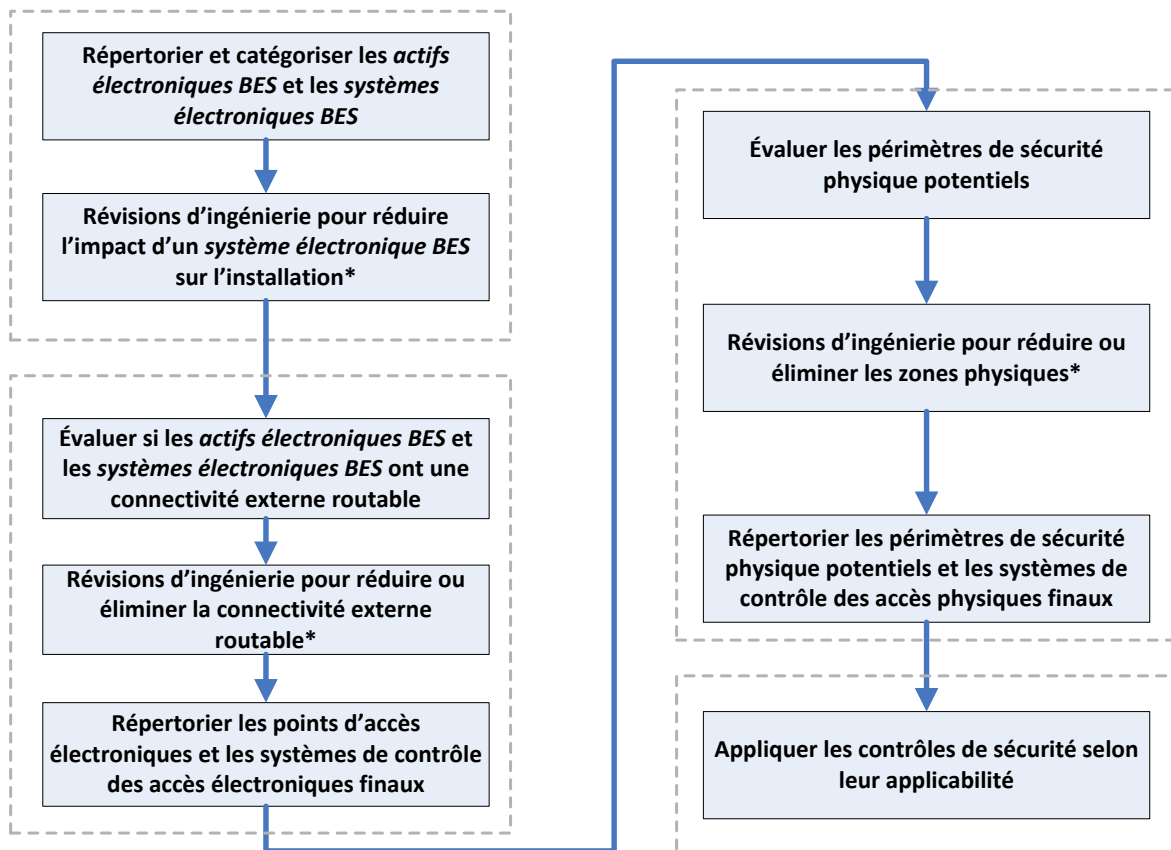 Répertorier et catégoriser les actifs
électroniques BES et les systèmes
électroniques BES
Révisions d’ingénierie pour réduire
l’impact d’un système électronique BES
sur l’installation*
Évaluer si les actifs électroniques BES et
les systèmes électroniques BES ont une
connectivité externe routable
Révisions d’ingénierie pour réduire ou
éliminer la connectivité externe
routable*
Répertorier les points d’accès
électroniques et les systèmes de contrôle
des accès électroniques finaux
Évaluer les périmètres de sécurité
physique potentiels
Révisions d’ingénierie pour réduire ou
éliminer les zones physiques*
Répertorier les périmètres de sécurité
physique potentiels et les systèmes de
contrôle des accès physiques finaux
Appliquer les contrôles de sécurité selon
leur applicabilité